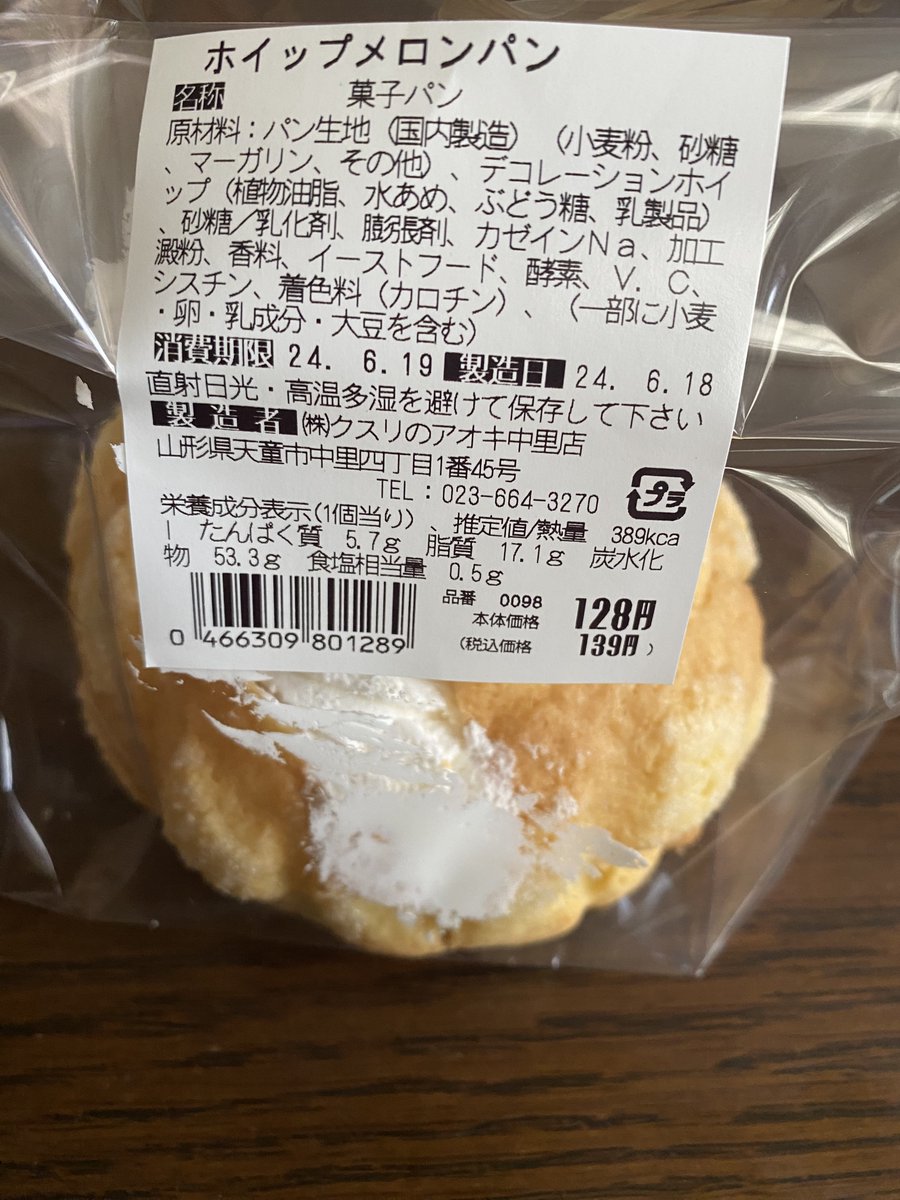 ホイップメロンパン
名称 菓子パン
原材料：パン生地（国内製造）（小麦粉、砂糖
、マーガリン、その他）、デコレーションホイ
ップ（植物油脂、水あめ、ぶどう糖、乳製品）
、砂糖／乳化剤、膨張剤、カゼインＮａ、加工
澱粉、香料、イーストフード、酵素、Ｖ．Ｃ、
シスチン、着色料（カロチン）、（一部に小麦
・卵・乳成分・大豆を含む）
消費期限 24. 6.19 製造日 24. 6.18
直射日光・高温多湿を避けて保存して下さい
製造者 ㈱クスリのアオキ中里店
山形県天童市中里四丁目1番45号
TEL：023-664-3270
プラ
栄養成分表示(1個当り）、推定値/熱量 389kca
l たんぱく質 5.7g 脂質 17.1g 炭水化
物 53.3g 食塩相当量 0.5g
品番 0098
本体価格 128円
(税込価格 139円)
0 466309 801289